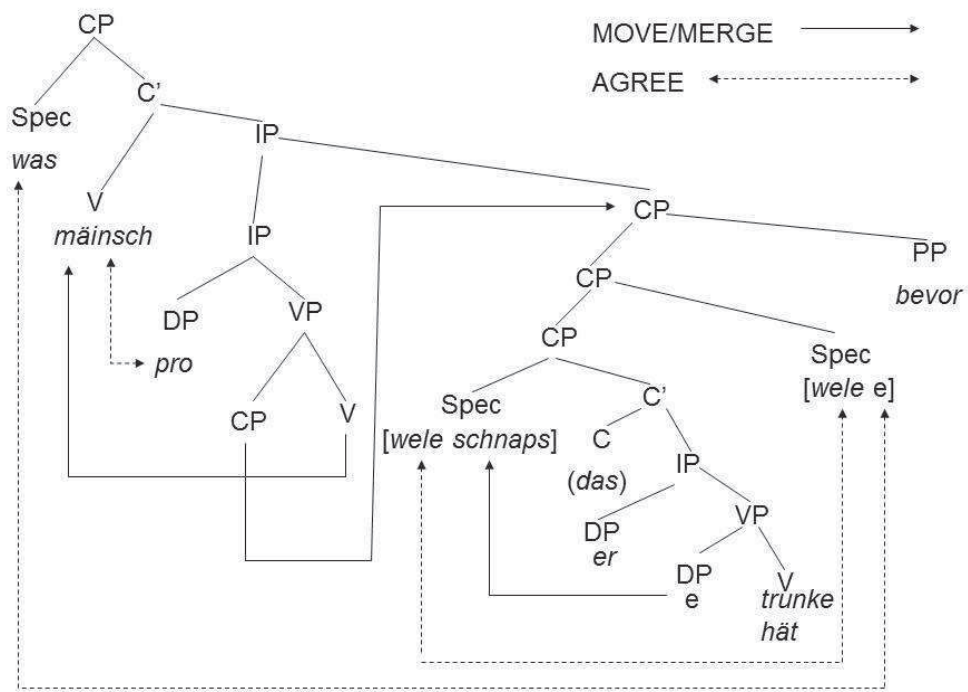 CP
MOVE/MERGE
AGREE
C’
Spec
was
IP
V
mäinsch
CP
IP
PP
bevor
CP
DP
VP
pro
CP
Spec
[wele e]
CP
V
Spec
[wele schnaps]
C’
C
(das)
IP
DP
er
VP
DP
e
V
trunke
hät